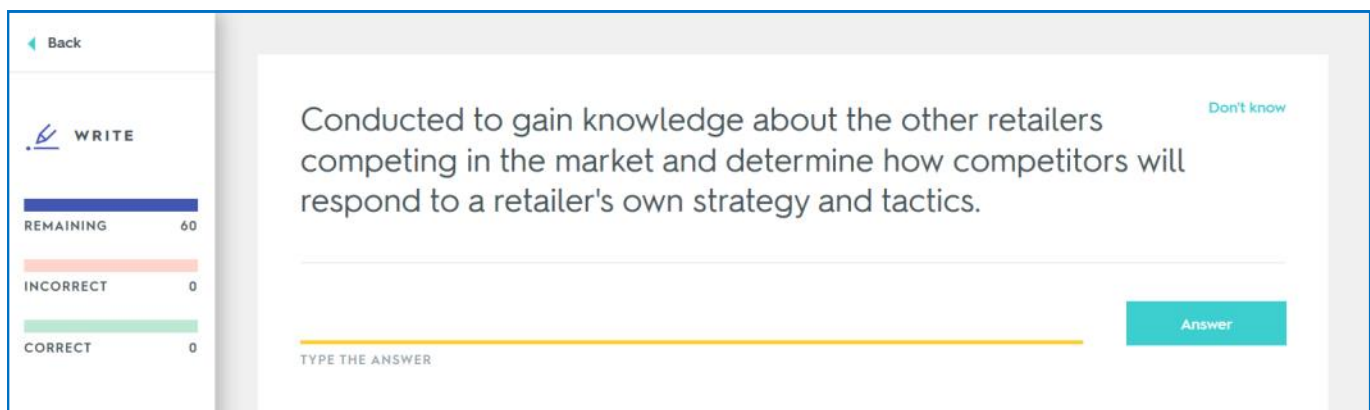 Back
WRITE
REMAINING 60
INCORRECT 0
CORRECT 0
Don't know
Conducted to gain knowledge about the other retailers
competing in the market and determine how competitors will
respond to a retailer's own strategy and tactics.
Answer
TYPE THE ANSWER